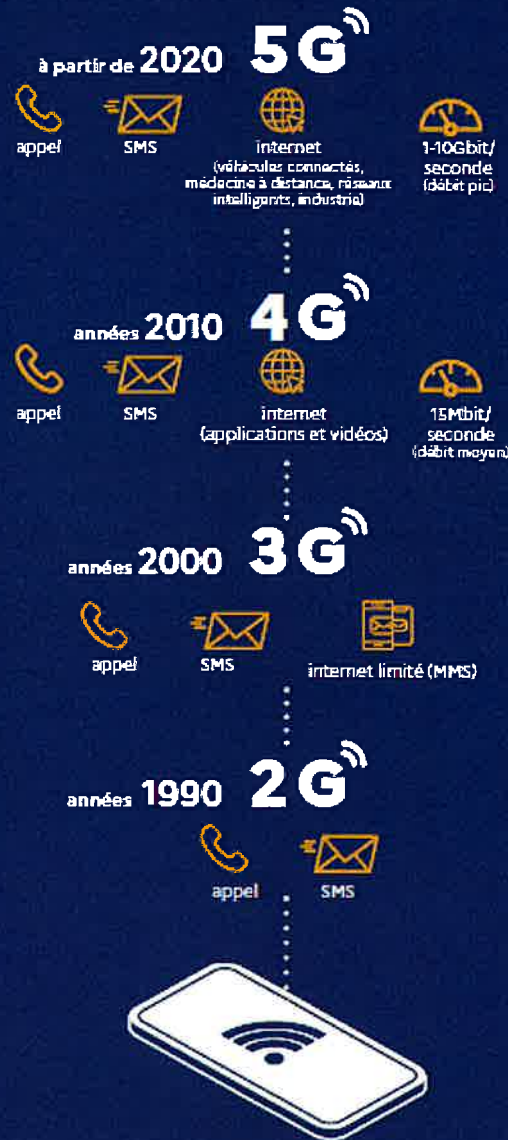 à partir de 2020 5G
appel
SMS
internet
(véhicules connectés,
médecine à distance, réseaux
intelligents, industrie)
1-10Gbit/
seconde
(débit pic)
années 2010 4G
appel
SMS
internet
(applications et vidéos)
15Mbit/
seconde
(débit moyen)
années 2000 3G
appel
SMS
internet limité (MMS)
années 1990 2G
appel
SMS